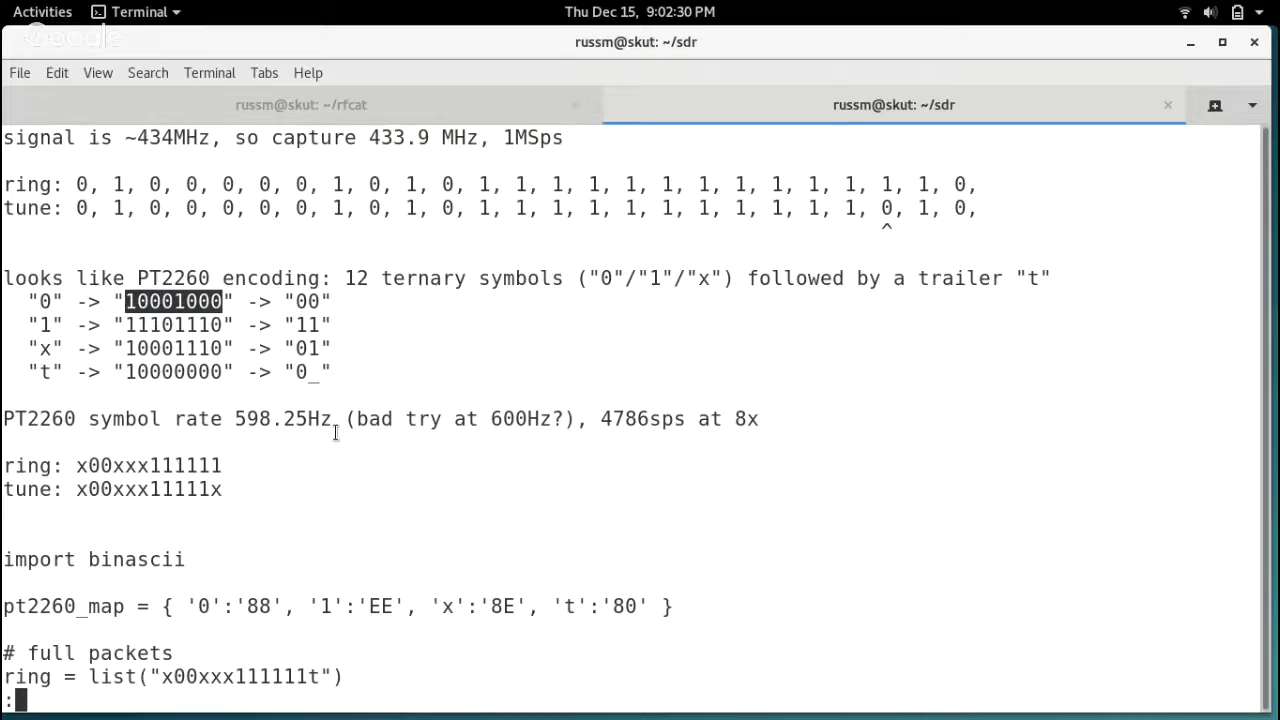 Activities Terminal Thu Dec 15, 9:02:30 PM
Google
russm@skut: ~/sdr
File Edit View Search Terminal Tabs Help
russm@skut: ~/rfcat × russm@skut: ~/sdr ×
signal is ~434MHz, so capture 433.9 MHz, 1MSps
ring: 0, 1, 0, 0, 0, 0, 0, 1, 0, 1, 0, 1, 1, 1, 1, 1, 1, 1, 1, 1, 1, 1, 1, 1, 0,
tune: 0, 1, 0, 0, 0, 0, 0, 1, 0, 1, 0, 1, 1, 1, 1, 1, 1, 1, 1, 1, 1, 1, 0, 1, 0,
^
looks like PT2260 encoding: 12 ternary symbols ("0"/"1"/"x") followed by a trailer "t"
"0" -> "10001000" -> "00"
"1" -> "11101110" -> "11"
"x" -> "10001110" -> "01"
"t" -> "10000000" -> "0_"
PT2260 symbol rate 598.25Hz (bad try at 600Hz?), 4786sps at 8x
ring: x00xxx111111
tune: x00xxx11111x
import binascii
pt2260_map = { '0':'88', '1':'EE', 'x':'8E', 't':'80' }
# full packets
ring = list("x00xxx111111t")
: